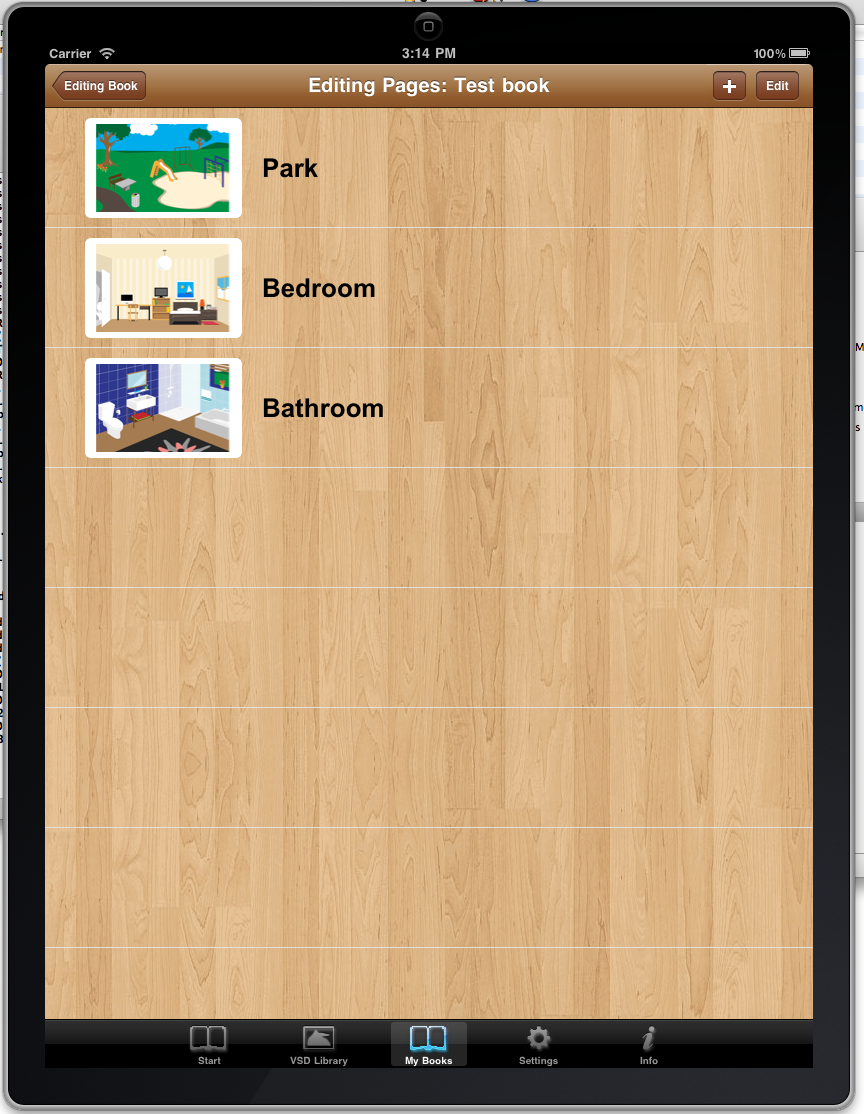 Carrier 3:14 PM 100%
Editing Book Editing Pages: Test book + Edit
Park
Bedroom
Bathroom
Start VSD Library My Books Settings Info